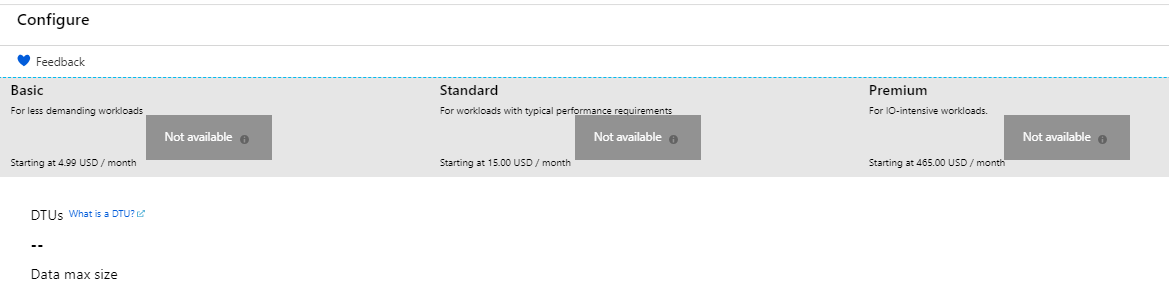 Configure
Feedback
Basic
For less demanding workloads
Not available
Starting at 4.99 USD / month
Standard
For workloads with typical performance requirements
Not available
Starting at 15.00 USD / month
Premium
For IO-intensive workloads.
Not available
Starting at 465.00 USD / month
DTUs What is a DTU?
--
Data max size